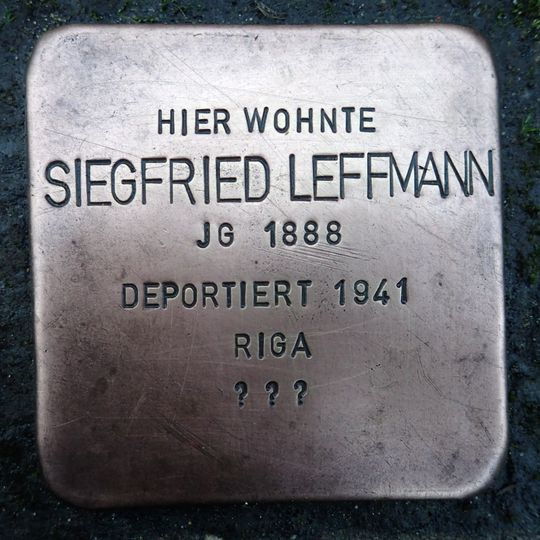 HIER WOHNTE
SIEGFRIED LEFFMANN
JG 1888
DEPORTIERT 1941
RIGA
? ? ?